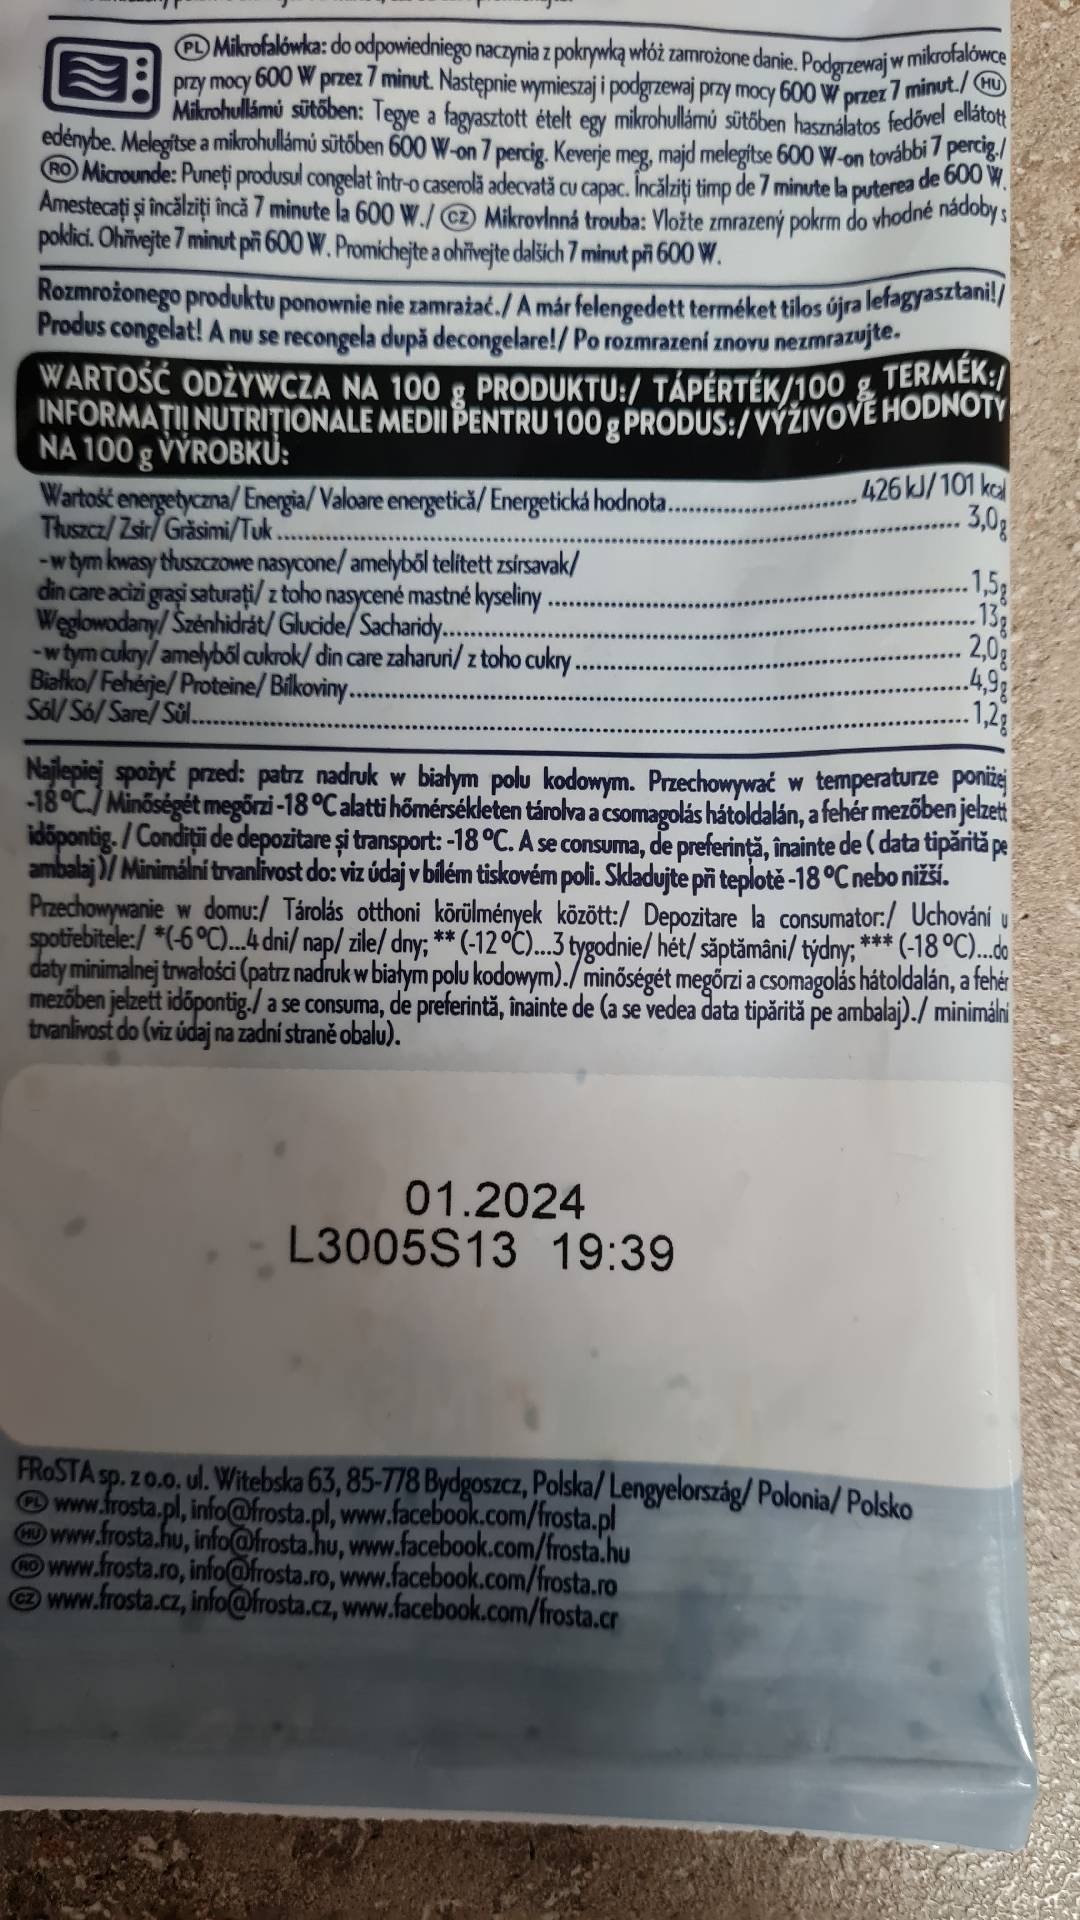 PL Mikrofalówka: do odpowiedniego naczynia z pokrywką włóż zamrożone danie. Podgrzewaj w mikrofalówce
przy mocy 600 W przez 7 minut. Następnie wymieszaj i podgrzewaj przy mocy 600 W przez 7 minut./ HU
Mikrohullámú sütőben: Tegye a fagyasztott ételt egy mikrohullámú sütőben használatos fedővel ellátott
edénybe. Melegítse a mikrohullámú sütőben 600 W-on 7 percig. Keverje meg, majd melegítse 600 W-on további 7 percig./
RO Microunde: Puneți produsul congelat într-o caserolă adecvată cu capac. Încălziți timp de 7 minute la puterea de 600 W.
Amestecați și încălziți încă 7 minute la 600 W./ CZ Mikrovlnná trouba: Vložte zmrazený pokrm do vhodné nádoby s
poklicí. Ohřívejte 7 minut při 600 W. Promíchejte a ohřívejte dalších 7 minut při 600 W.
Rozmrożonego produktu ponownie nie zamrażać./ A már felengedett terméket tilos újra lefagyasztani!/
Produs congelat! A nu se recongela după decongelare!/ Po rozmrazení znovu nezmrazujte.
WARTOŚĆ ODŻYWCZA NA 100 g PRODUKTU:/ TÁPÉRTÉK/100 g TERMÉK:/
INFORMAȚII NUTRIȚIONALE MEDII PENTRU 100 g PRODUS:/ VÝŽIVOVÉ HODNOTY
NA 100 g VÝROBKU:
Wartość energetyczna/ Energia/ Valoare energetică/ Energetická hodnota.......................... 426 kJ/ 101 kcal
Tłuszcz/ Zsír/ Grăsimi/Tuk .......................... 3,0g
-w tym kwasy tłuszczowe nasycone/ amelyből telített zsírsavak/
din care acizi grași saturați/ z toho nasycené mastné kyseliny .......................... 1,5g
Węglowodany/ Szénhidrát/ Glucide/ Sacharidy.......................... 13g
-w tym cukry/ amelyből cukrok/ din care zaharuri/ z toho cukry .......................... 2,0g
Białko/ Fehérje/ Proteine/ Bílkoviny..........................4,9g
Sól/ Só/ Sare/ Sůl.......................... 1,2g
Najlepiej spożyć przed: patrz nadruk w białym polu kodowym. Przechowywać w temperaturze poniżej
-18 °C./ Minőségét megőrzi -18 °C alatti hőmérsékleten tárolva a csomagolás hátoldalán, a fehér mezőben jelzett
időpontig. / Condiții de depozitare și transport: -18 °C. A se consuma, de preferință, înainte de ( data tipărită pe
ambalaj )/ Minimální trvanlivost do: viz údaj v bílém tiskovém poli. Skladujte při teplotě -18 °C nebo nižší.
Przechowywanie w domu:/ Tárolás otthoni körülmények között:/ Depozitare la consumator:/ Uchování u
spotřebitele:/ *(-6 °C)...4 dni/ nap/ zile/ dny; ** (-12 °C)...3 tygodnie/ hét/ săptămâni/ týdny; *** (-18 °C)...do
daty minimalnej trwałości (patrz nadruk w białym polu kodowym)./ minőségét megőrzi a csomagolás hátoldalán, a fehér
mezőben jelzett időpontig./ a se consuma, de preferintă, înainte de (a se vedea data tipărită pe ambalaj)./ minimální
trvanlivost do (viz údaj na zadní straně obalu).
01.2024
L3005S13 19:39
FRoSTA sp. z o.o. ul. Witebska 63, 85-778 Bydgoszcz, Polska/ Lengyelország/ Polonia/ Polsko
PL www.frosta.pl, info@frosta.pl, www.facebook.com/frosta.pl
HU www.frosta.hu, info@frosta.hu, www.facebook.com/frosta.hu
RO www.frosta.ro, info@frosta.ro, www.facebook.com/frosta.ro
CZ www.frosta.cz, info@frosta.cz, www.facebook.com/frosta.cr